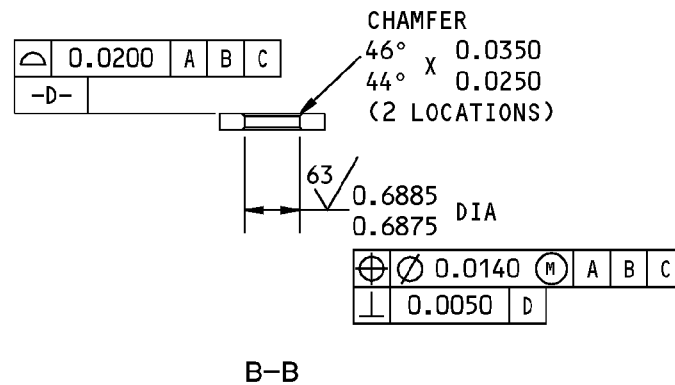 CHAMFER
46° X 0.0350
44° 0.0250
(2 LOCATIONS)
⌓ 0.0200 A B C
-D-
63
0.6885 DIA
0.6875
⌖ ⌀ 0.0140 Ⓜ A B C
⊥ 0.0050 D
B-B